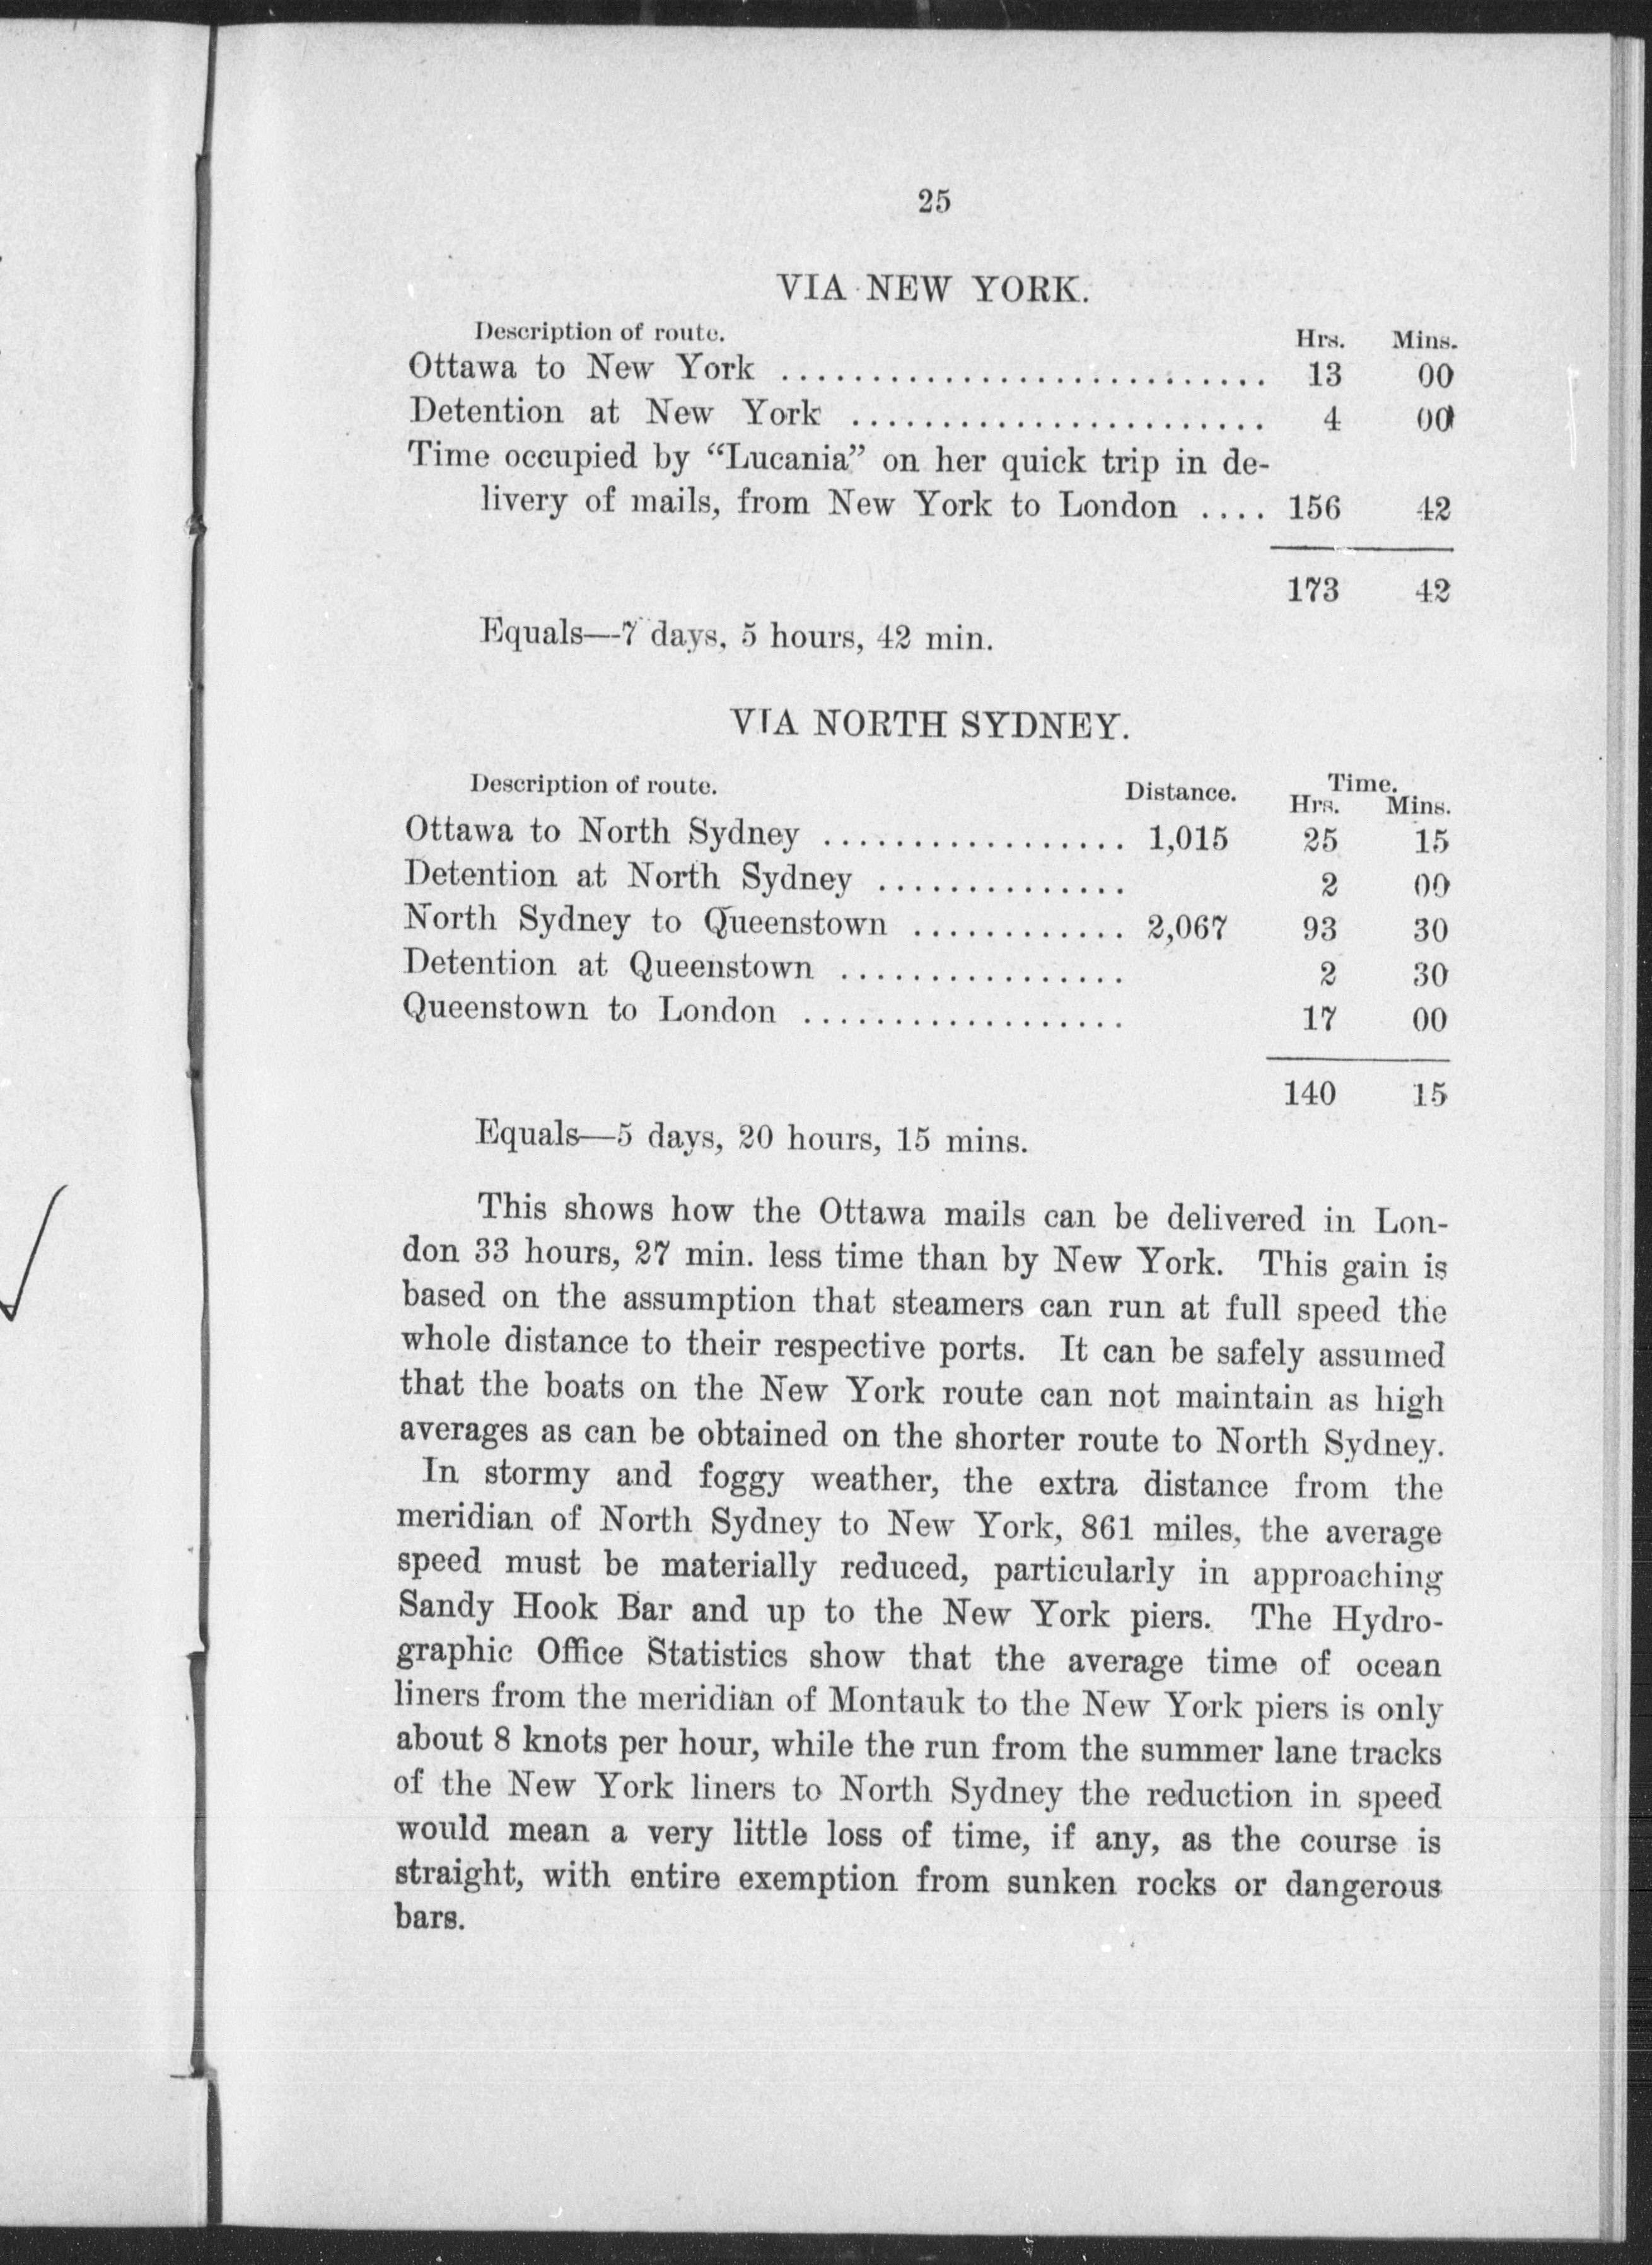 25
VIA NEW YORK.
Description of route. Hrs. Mins.
Ottawa to New York ........................... 13 00
Detention at New York ....................... 4 00
Time occupied by “Lucania” on her quick trip in de-
livery of mails, from New York to London .... 156 42
173 42
Equals—7 days, 5 hours, 42 min.
VIA NORTH SYDNEY.
Description of route. Distance. Time.
Hrs. Mins.
Ottawa to North Sydney ................. 1,015 25 15
Detention at North Sydney .............. 2 00
North Sydney to Queenstown ............ 2,067 93 30
Detention at Queenstown ................ 2 30
Queenstown to London .................. 17 00
140 15
Equals—5 days, 20 hours, 15 mins.
This shows how the Ottawa mails can be delivered in Lon-
don 33 hours, 27 min. less time than by New York. This gain is
based on the assumption that steamers can run at full speed the
whole distance to their respective ports. It can be safely assumed
that the boats on the New York route can not maintain as high
averages as can be obtained on the shorter route to North Sydney.
In stormy and foggy weather, the extra distance from the
meridian of North Sydney to New York, 861 miles, the average
speed must be materially reduced, particularly in approaching
Sandy Hook Bar and up to the New York piers. The Hydro-
graphic Office Statistics show that the average time of ocean
liners from the meridian of Montauk to the New York piers is only
about 8 knots per hour, while the run from the summer lane tracks
of the New York liners to North Sydney the reduction in speed
would mean a very little loss of time, if any, as the course is
straight, with entire exemption from sunken rocks or dangerous
bars.